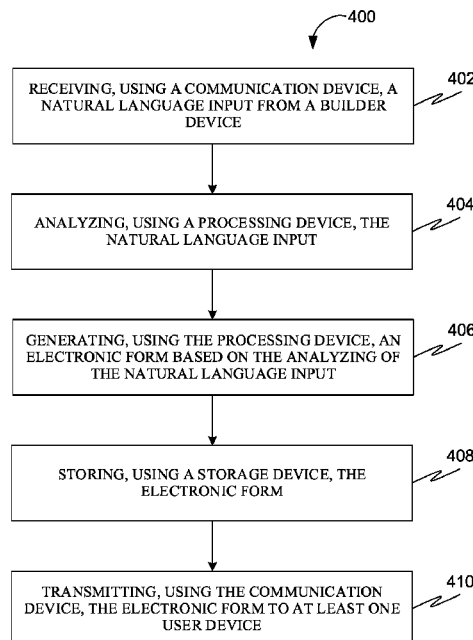 400
RECEIVING, USING A COMMUNICATION DEVICE, A
NATURAL LANGUAGE INPUT FROM A BUILDER
DEVICE
402
ANALYZING, USING A PROCESSING DEVICE, THE
NATURAL LANGUAGE INPUT
404
GENERATING, USING THE PROCESSING DEVICE, AN
ELECTRONIC FORM BASED ON THE ANALYZING OF
THE NATURAL LANGUAGE INPUT
406
STORING, USING A STORAGE DEVICE, THE
ELECTRONIC FORM
408
TRANSMITTING, USING THE COMMUNICATION
DEVICE, THE ELECTRONIC FORM TO AT LEAST ONE
USER DEVICE
410